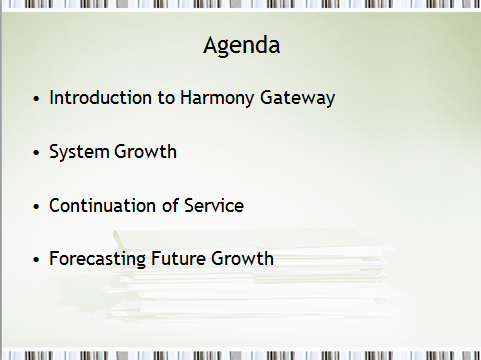 Agenda
• Introduction to Harmony Gateway
• System Growth
• Continuation of Service
• Forecasting Future Growth